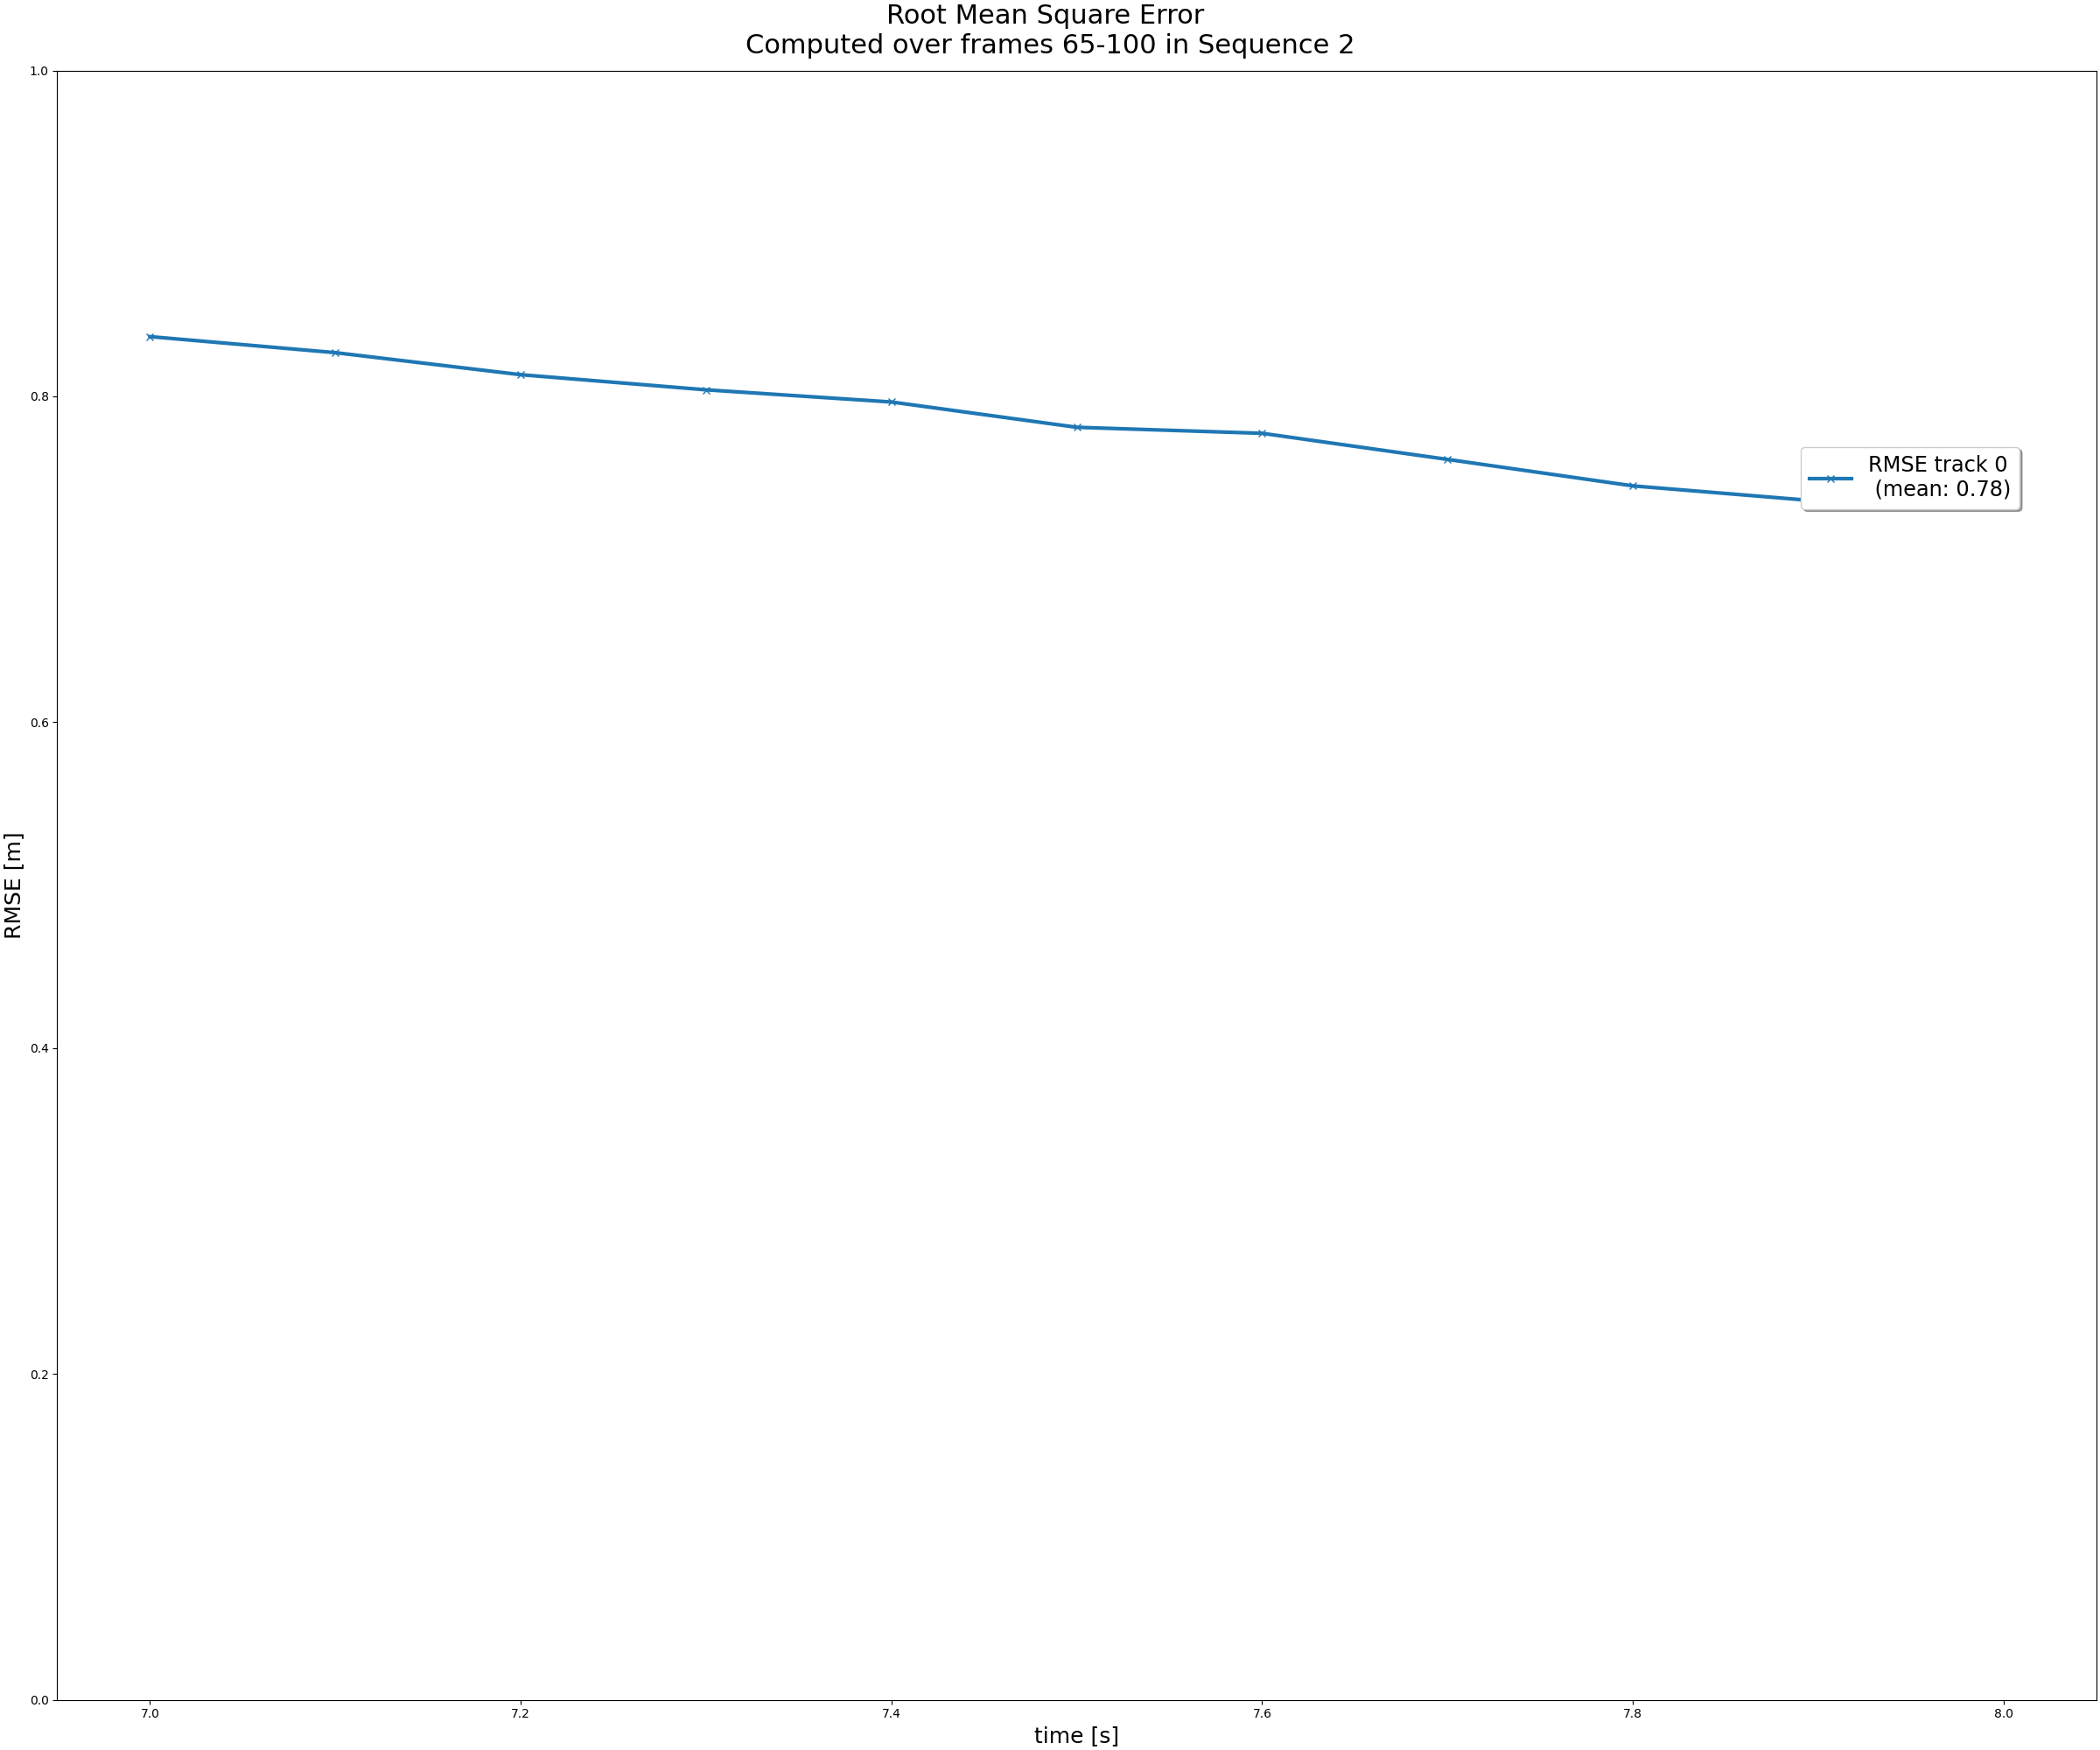 Root Mean Square Error
Computed over frames 65-100 in Sequence 2
1.0
0.8
0.6
0.4
0.2
0.0
RMSE [m]
RMSE track 0
(mean: 0.78)
7.0 7.2 7.4 7.6 7.8 8.0
time [s]